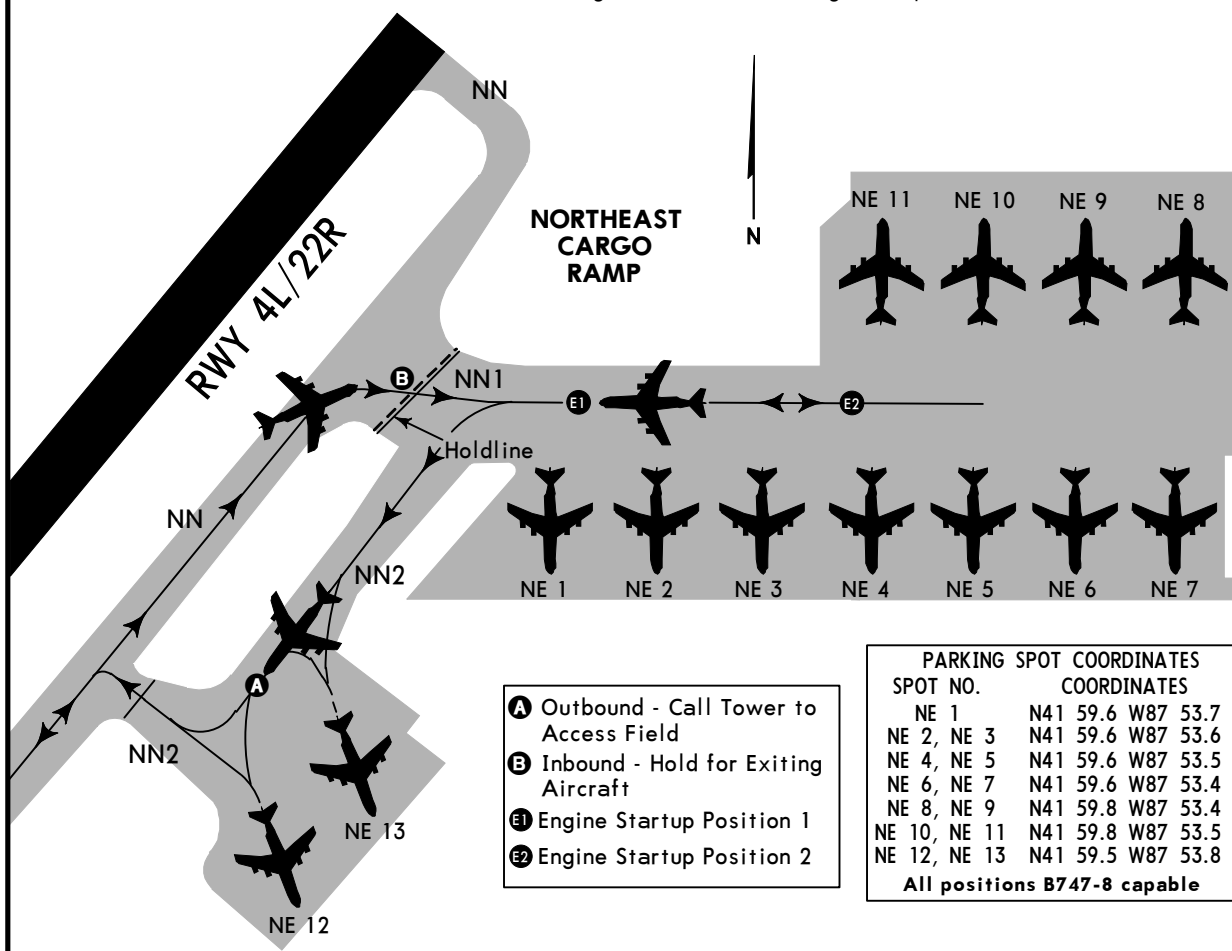 NN
NORTHEAST
CARGO
RAMP
N
NE 11 NE 10 NE 9 NE 8
RWY 4L/22R
B
NN1
E1
E2
Holdline
NN
NN2
NE 1 NE 2 NE 3 NE 4 NE 5 NE 6 NE 7
A
NN2
NE 13
NE 12
A Outbound - Call Tower to
Access Field
B Inbound - Hold for Exiting
Aircraft
E1 Engine Startup Position 1
E2 Engine Startup Position 2
PARKING SPOT COORDINATES
SPOT NO. COORDINATES
NE 1 N41 59.6 W87 53.7
NE 2, NE 3 N41 59.6 W87 53.6
NE 4, NE 5 N41 59.6 W87 53.5
NE 6, NE 7 N41 59.6 W87 53.4
NE 8, NE 9 N41 59.8 W87 53.4
NE 10, NE 11 N41 59.8 W87 53.5
NE 12, NE 13 N41 59.5 W87 53.8
All positions B747-8 capable